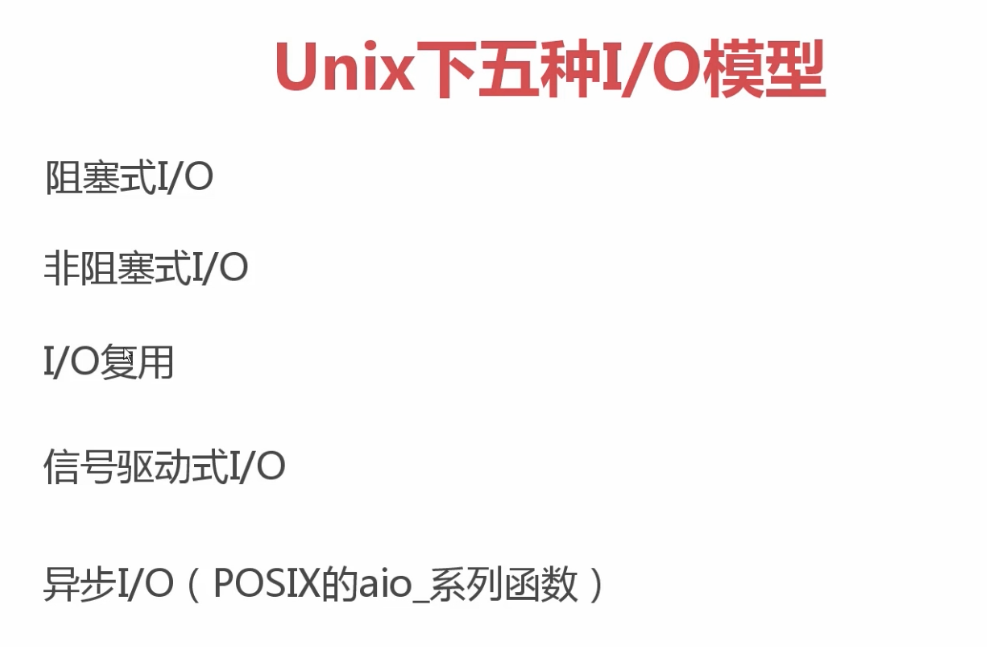 Unix下五种I/O模型
阻塞式I/O
非阻塞式I/O
I/O复用
信号驱动式I/O
异步I/O（POSIX的aio_系列函数）